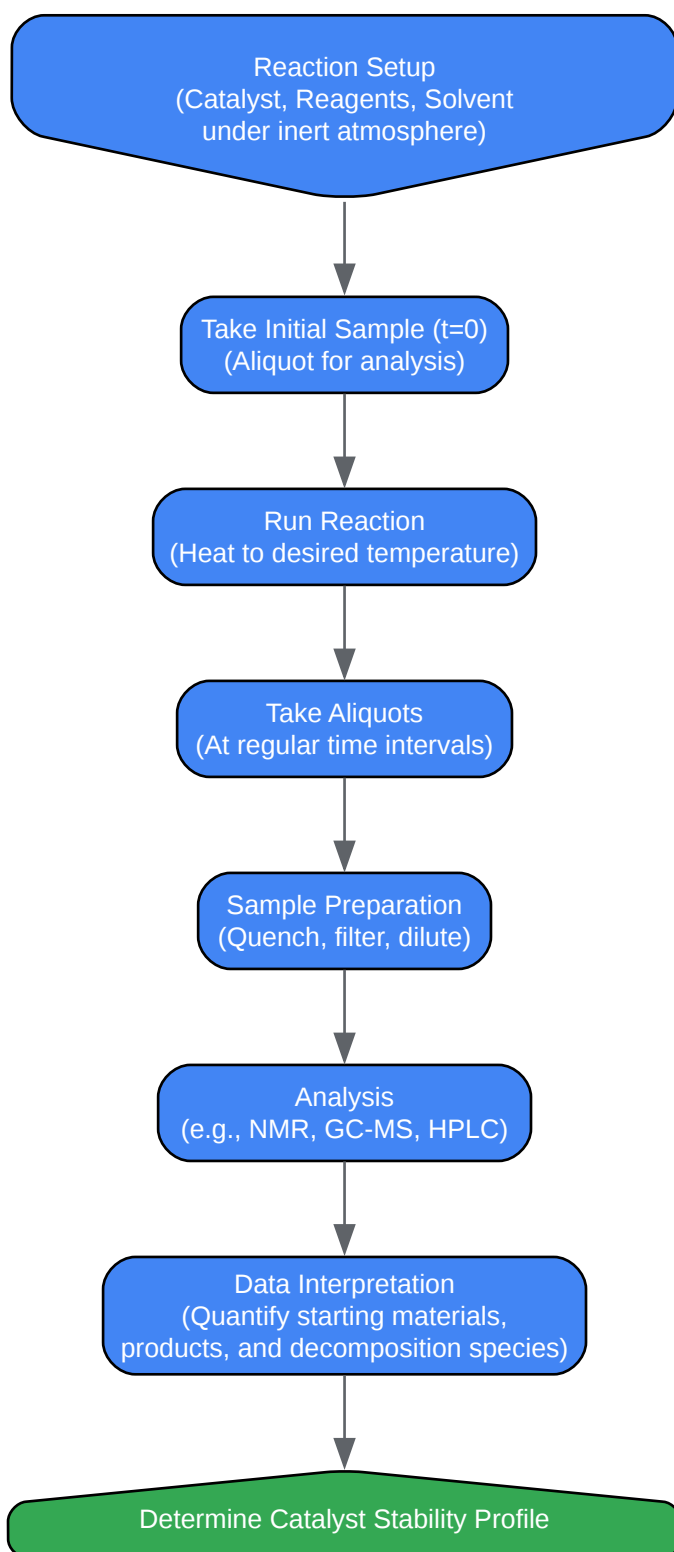 Reaction Setup
(Catalyst, Reagents, Solvent
under inert atmosphere)
Take Initial Sample (t=0)
(Aliquot for analysis)
Run Reaction
(Heat to desired temperature)
Take Aliquots
(At regular time intervals)
Sample Preparation
(Quench, filter, dilute)
Analysis
(e.g., NMR, GC-MS, HPLC)
Data Interpretation
(Quantify starting materials,
products, and decomposition species)
Determine Catalyst Stability Profile